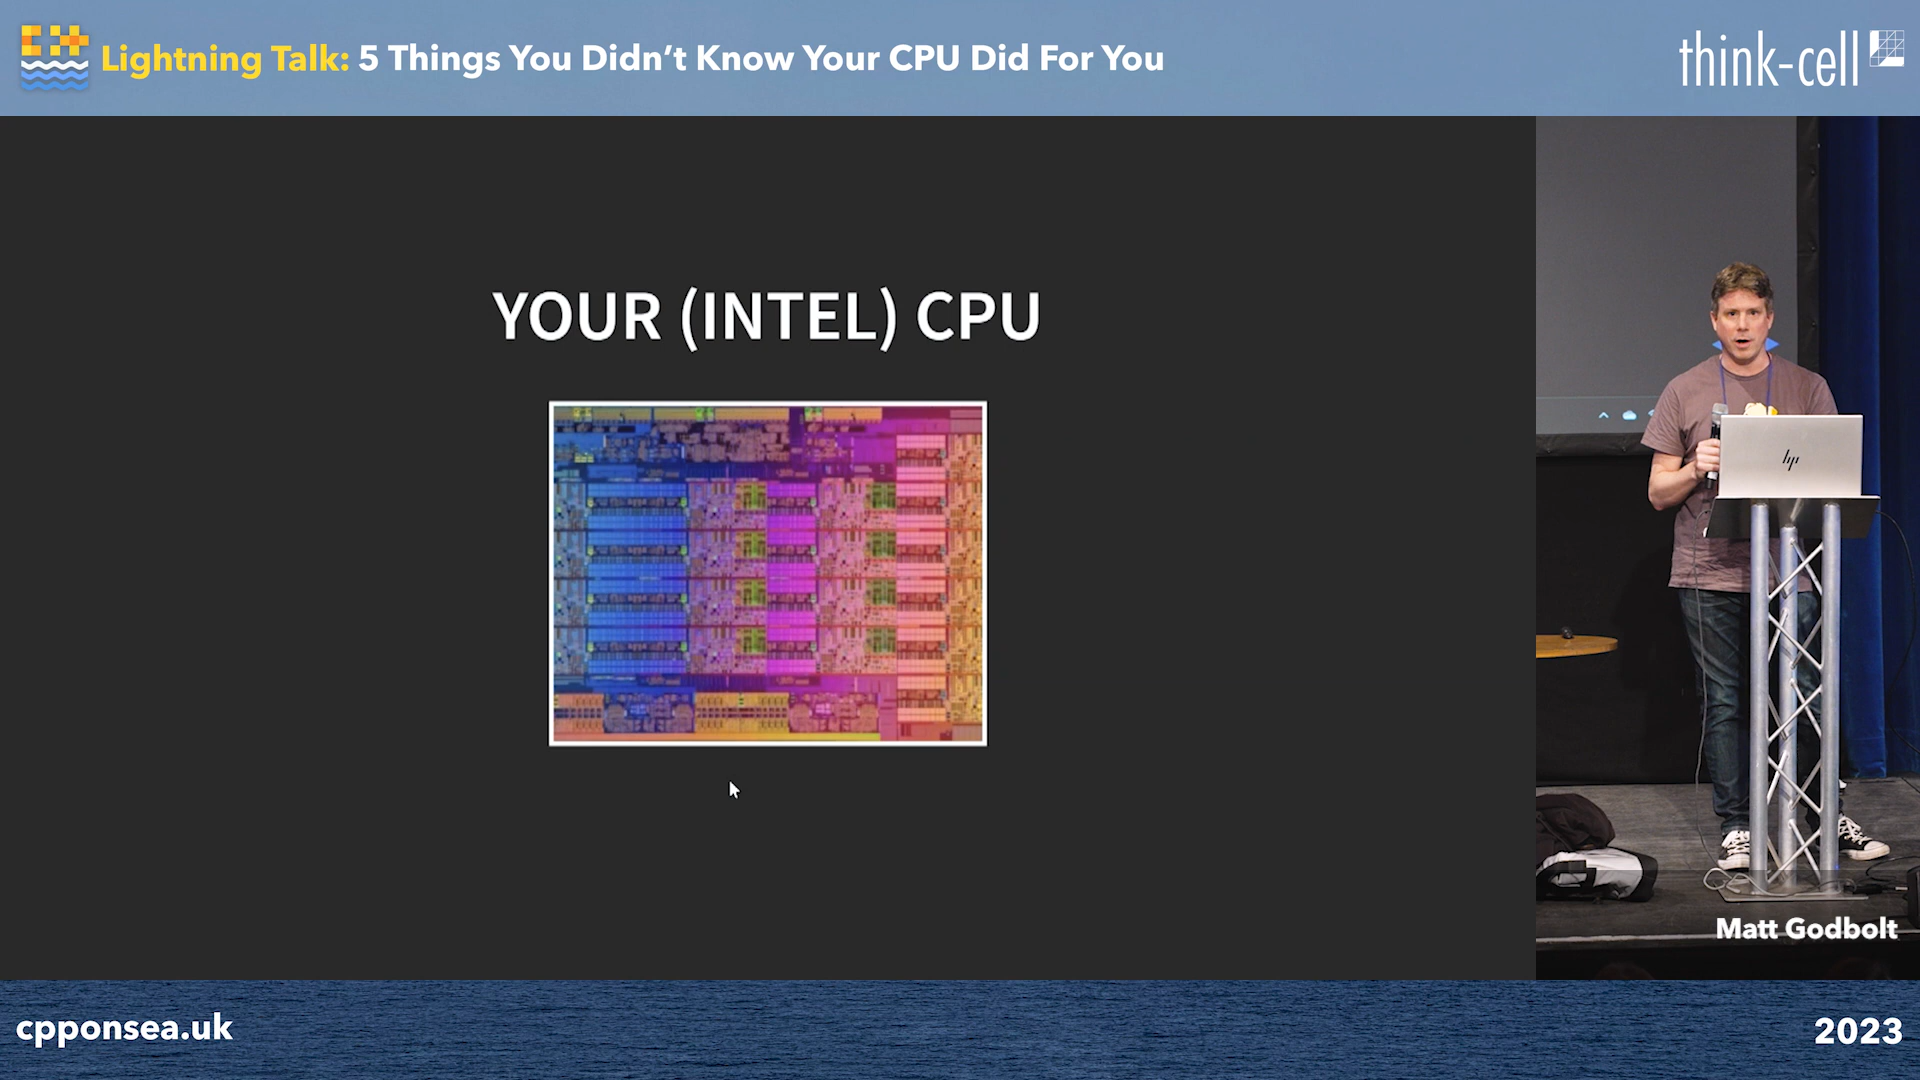 Lightning Talk: 5 Things You Didn't Know Your CPU Did For You
think-cell
YOUR (INTEL) CPU
hp
Matt Godbolt
cpponsea.uk
2023